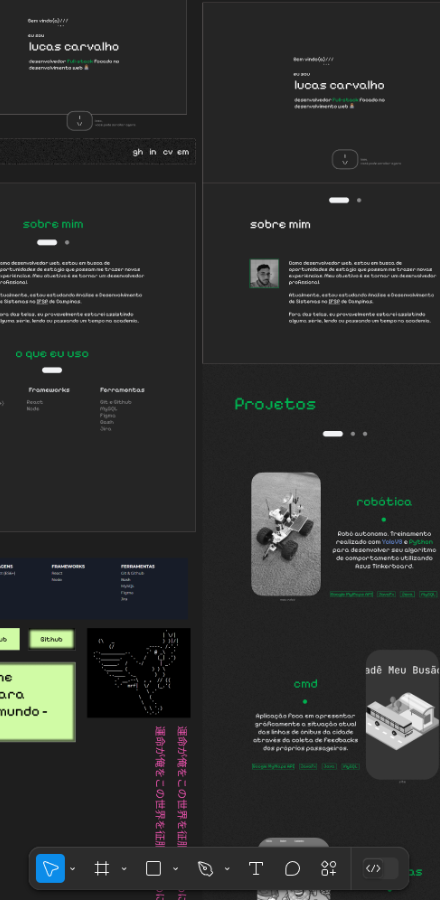 Bem vindo(a)///
eu sou
lucas carvalho
desenvolvedor full stack focado no
desenvolvimento web
gh in cv em
sobre mim
como desenvolvedor web, estou em busca de
oportunidades de estágio que possam me trazer novas
experiências. Meu objetivo é se tornar um desenvolvedor
profissional.
Atualmente, estou estudando Análise e Desenvolvimento
de Sistemas no IFSP de Campinas.
Fora das telas, eu provavelmente estarei assistindo
alguma série, lendo ou passando um tempo na academia.
o que eu uso
Frameworks
React
Node
Ferramentas
Git e Github
MySQL
Figma
Bash
Jira
FRAMEWORKS
React
Node
FERRAMENTAS
Git e Github
MySQL
Figma
Bash
Jira
ub
Github
me
ara
mundo -
運命が俺をこの世界を征服
運命が俺をこの世界を征服
Bem vindo(a)///
eu sou
lucas carvalho
desenvolvedor full stack focado no
desenvolvimento web
sobre mim
Como desenvolvedor web, estou em busca de
oportunidades de estágio que possam me trazer novas
experiências. Meu objetivo é se tornar um desenvolvedor
profissional.
Atualmente, estou estudando Análise e Desenvolvimento
de Sistemas no IFSP de Campinas.
Fora das telas, eu provavelmente estarei assistindo
alguma série, lendo ou passando um tempo na academia.
Projetos
robótica
Robô autonomo. Treinamento
realizado com YoloV8 e Python
para desenvolver seu algoritmo
de comportamento utilizando
Asus Tinkerboard.
cmd
Aplicação foca em apresentar
gráficamente a situação atual
das linhas de ônibus da cidade
através da coleta de feedbacks
dos próprios passageiros.
adê Meu Busão
as